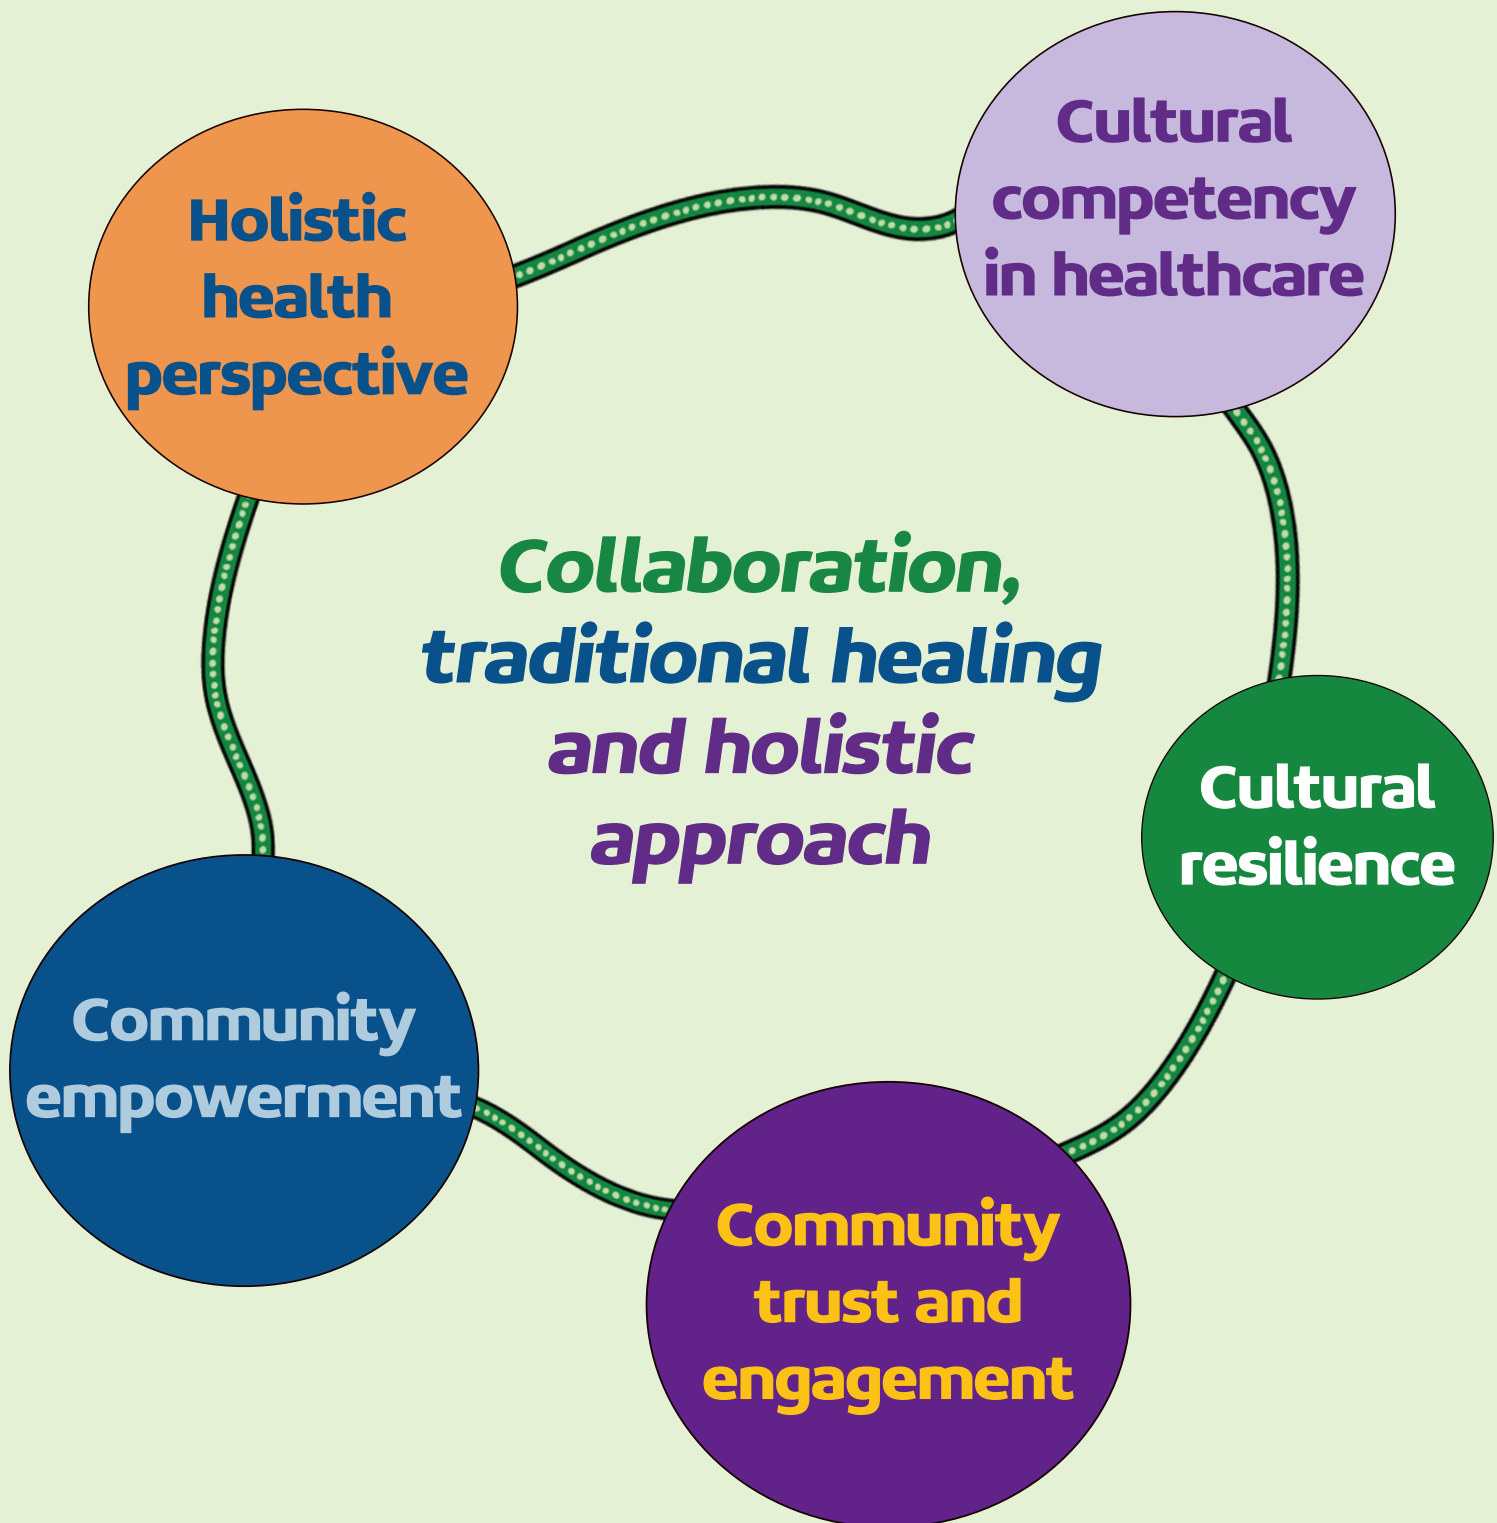 Cultural
competency
in healthcare
Holistic
health
perspective
Collaboration,
traditional healing
and holistic
approach
Cultural
resilience
Community
empowerment
Community
trust and
engagement